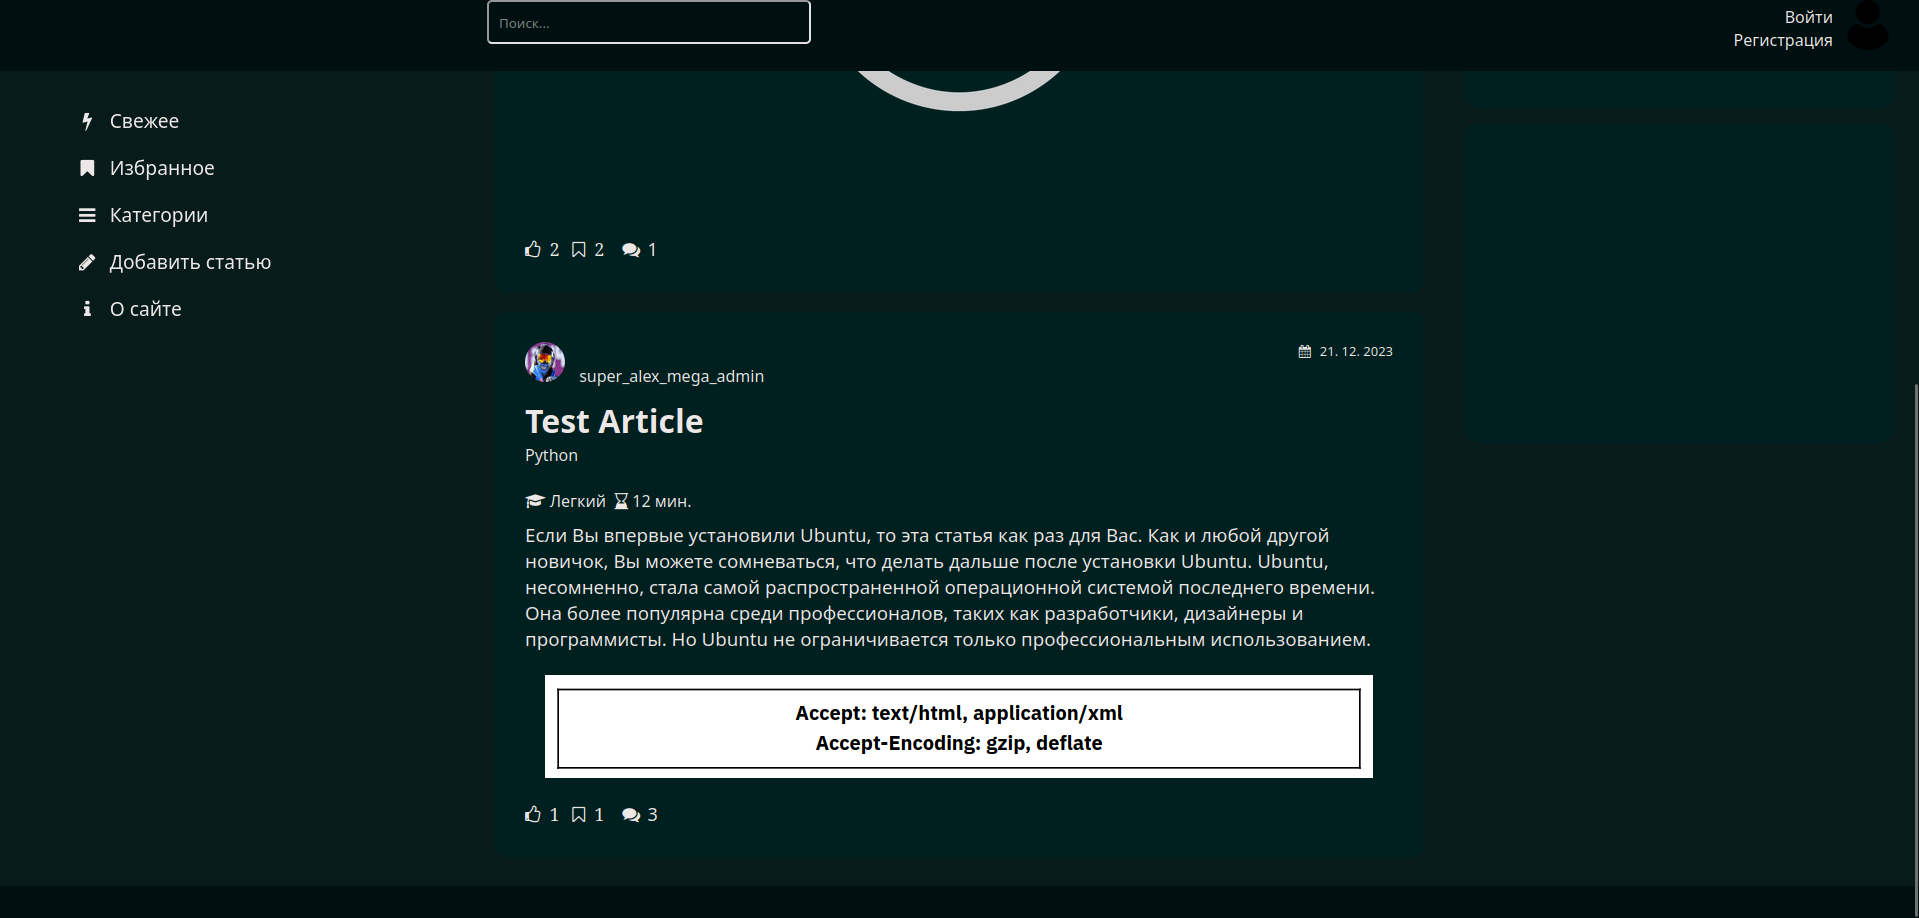 Поиск...
Войти
Регистрация
Свежее
Избранное
Категории
Добавить статью
О сайте
2 2 1
super_alex_mega_admin
21. 12. 2023
Test Article
Python
Легкий 12 мин.
Если Вы впервые установили Ubuntu, то эта статья как раз для Вас. Как и любой другой
новичок, Вы можете сомневаться, что делать дальше после установки Ubuntu. Ubuntu,
несомненно, стала самой распространенной операционной системой последнего времени.
Она более популярна среди профессионалов, таких как разработчики, дизайнеры и
программисты. Но Ubuntu не ограничивается только профессиональным использованием.
Accept: text/html, application/xml
Accept-Encoding: gzip, deflate
1 1 3